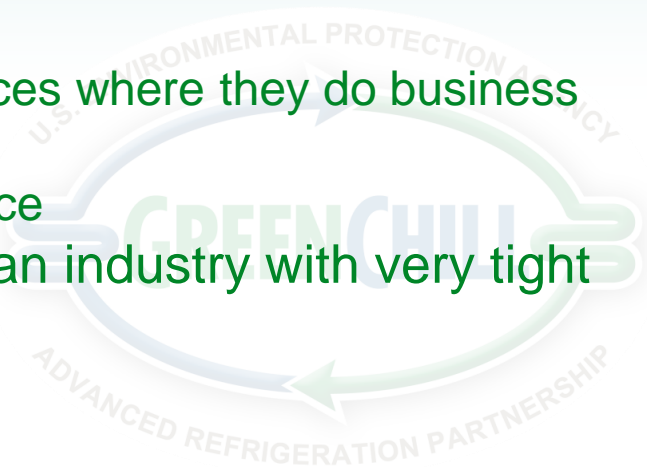 U.S. ENVIRONMENTAL PROTECTION AGENCY
ces where they do business
ce
GREENCHILL
an industry with very tight
ADVANCED REFRIGERATION PARTNERSHIP